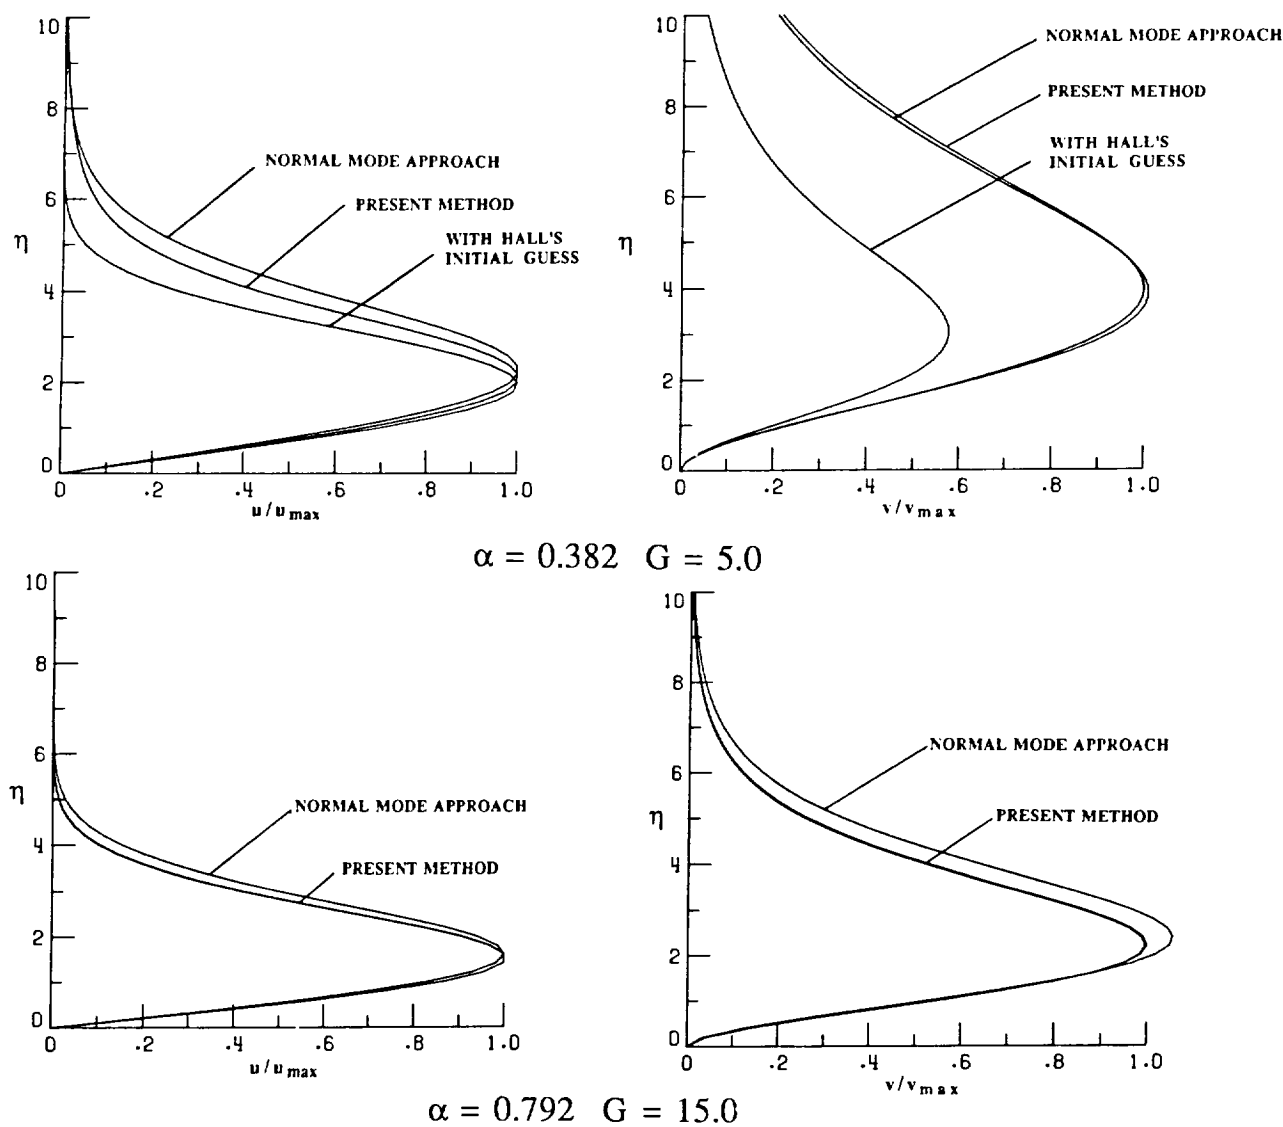 10
8
6
4
2
0
η
NORMAL MODE APPROACH
PRESENT METHOD
WITH HALL'S
INITIAL GUESS
0 .2 .4 .6 .8 1.0
u/u max
10
8
6
4
2
0
η
NORMAL MODE APPROACH
PRESENT METHOD
WITH HALL'S
INITIAL GUESS
0 .2 .4 .6 .8 1.0
v/v max
α = 0.382 G = 5.0
10
8
6
4
2
0
η
NORMAL MODE APPROACH
PRESENT METHOD
0 .2 .4 .6 .8 1.0
u/u max
10
8
6
4
2
0
η
NORMAL MODE APPROACH
PRESENT METHOD
0 .2 .4 .6 .8 1.0
v/v max
α = 0.792 G = 15.0